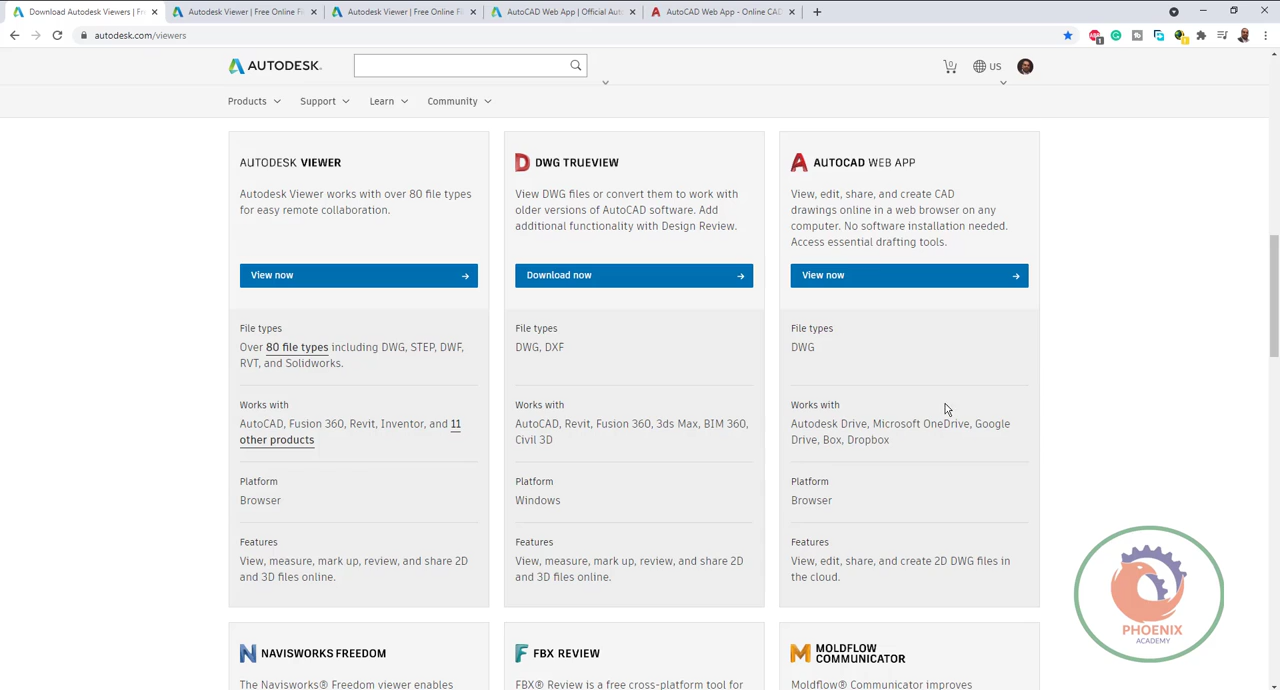 Download Autodesk Viewers | Fr
Autodesk Viewer | Free Online Fi
Autodesk Viewer | Free Online Fi
AutoCAD Web App | Official Aut
AutoCAD Web App - Online CAD
autodesk.com/viewers
AUTODESK.
0
US
Products
Support
Learn
Community
AUTODESK VIEWER
Autodesk Viewer works with over 80 file types
for easy remote collaboration.
View now
File types
Over 80 file types including DWG, STEP, DWF,
RVT, and Solidworks.
Works with
AutoCAD, Fusion 360, Revit, Inventor, and 11
other products
Platform
Browser
Features
View, measure, mark up, review, and share 2D
and 3D files online.
DWG TRUEVIEW
View DWG files or convert them to work with
older versions of AutoCAD software. Add
additional functionality with Design Review.
Download now
File types
DWG, DXF
Works with
AutoCAD, Revit, Fusion 360, 3ds Max, BIM 360,
Civil 3D
Platform
Windows
Features
View, measure, mark up, review, and share 2D
and 3D files online.
AUTOCAD WEB APP
View, edit, share, and create CAD
drawings online in a web browser on any
computer. No software installation needed.
Access essential drafting tools.
View now
File types
DWG
Works with
Autodesk Drive, Microsoft OneDrive, Google
Drive, Box, Dropbox
Platform
Browser
Features
View, edit, share, and create 2D DWG files in
the cloud.
NAVISWORKS FREEDOM
The Navisworks® Freedom viewer enables
FBX REVIEW
FBX® Review is a free cross-platform tool for
MOLDFLOW
COMMUNICATOR
Moldflow® Communicator improves
PHOENIX
ACADEMY